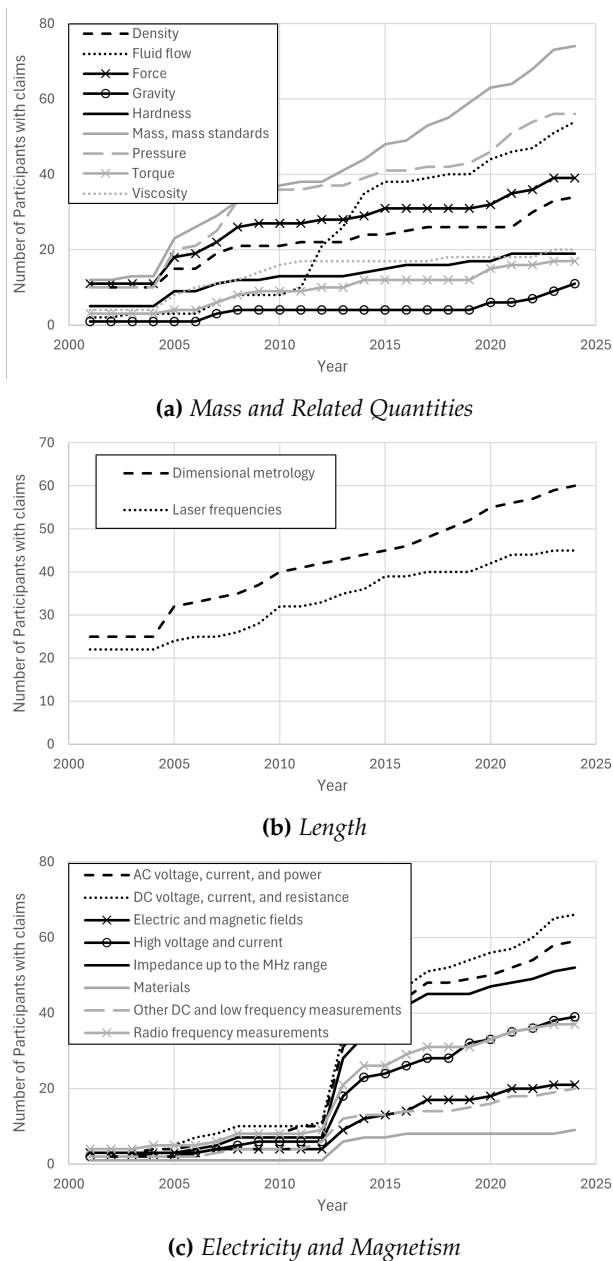 80
60
40
20
0
Number of Participants with claims
Density
Fluid flow
Force
Gravity
Hardness
Mass, mass standards
Pressure
Torque
Viscosity
2000 2005 2010 2015 2020 2025
Year
(a) Mass and Related Quantities
70
60
50
40
30
20
10
0
Number of Participants with claims
Dimensional metrology
Laser frequencies
2000 2005 2010 2015 2020 2025
Year
(b) Length
80
60
40
20
0
Number of Participants with claims
AC voltage, current, and power
DC voltage, current, and resistance
Electric and magnetic fields
High voltage and current
Impedance up to the MHz range
Materials
Other DC and low frequency measurements
Radio frequency measurements
2000 2005 2010 2015 2020 2025
Year
(c) Electricity and Magnetism